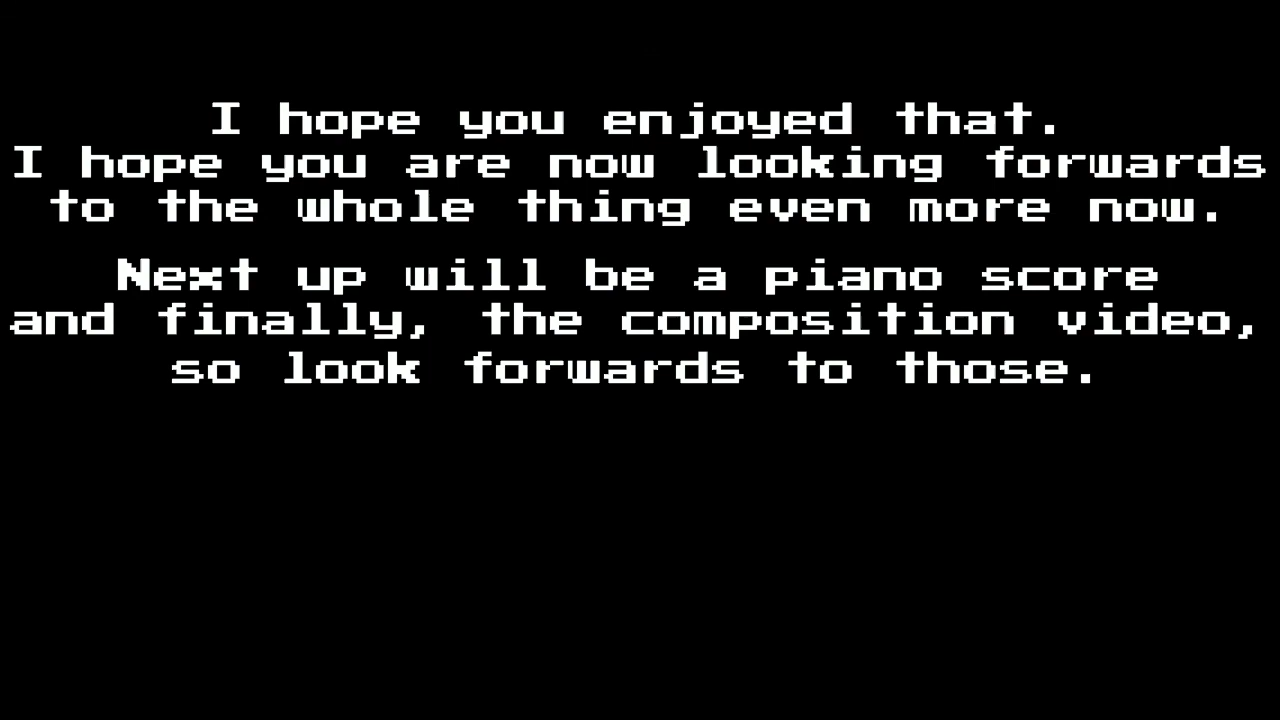 I hope you enjoyed that.
I hope you are now looking forwards
to the whole thing even more now.
Next up will be a piano score
and finally, the composition video,
so look forwards to those.